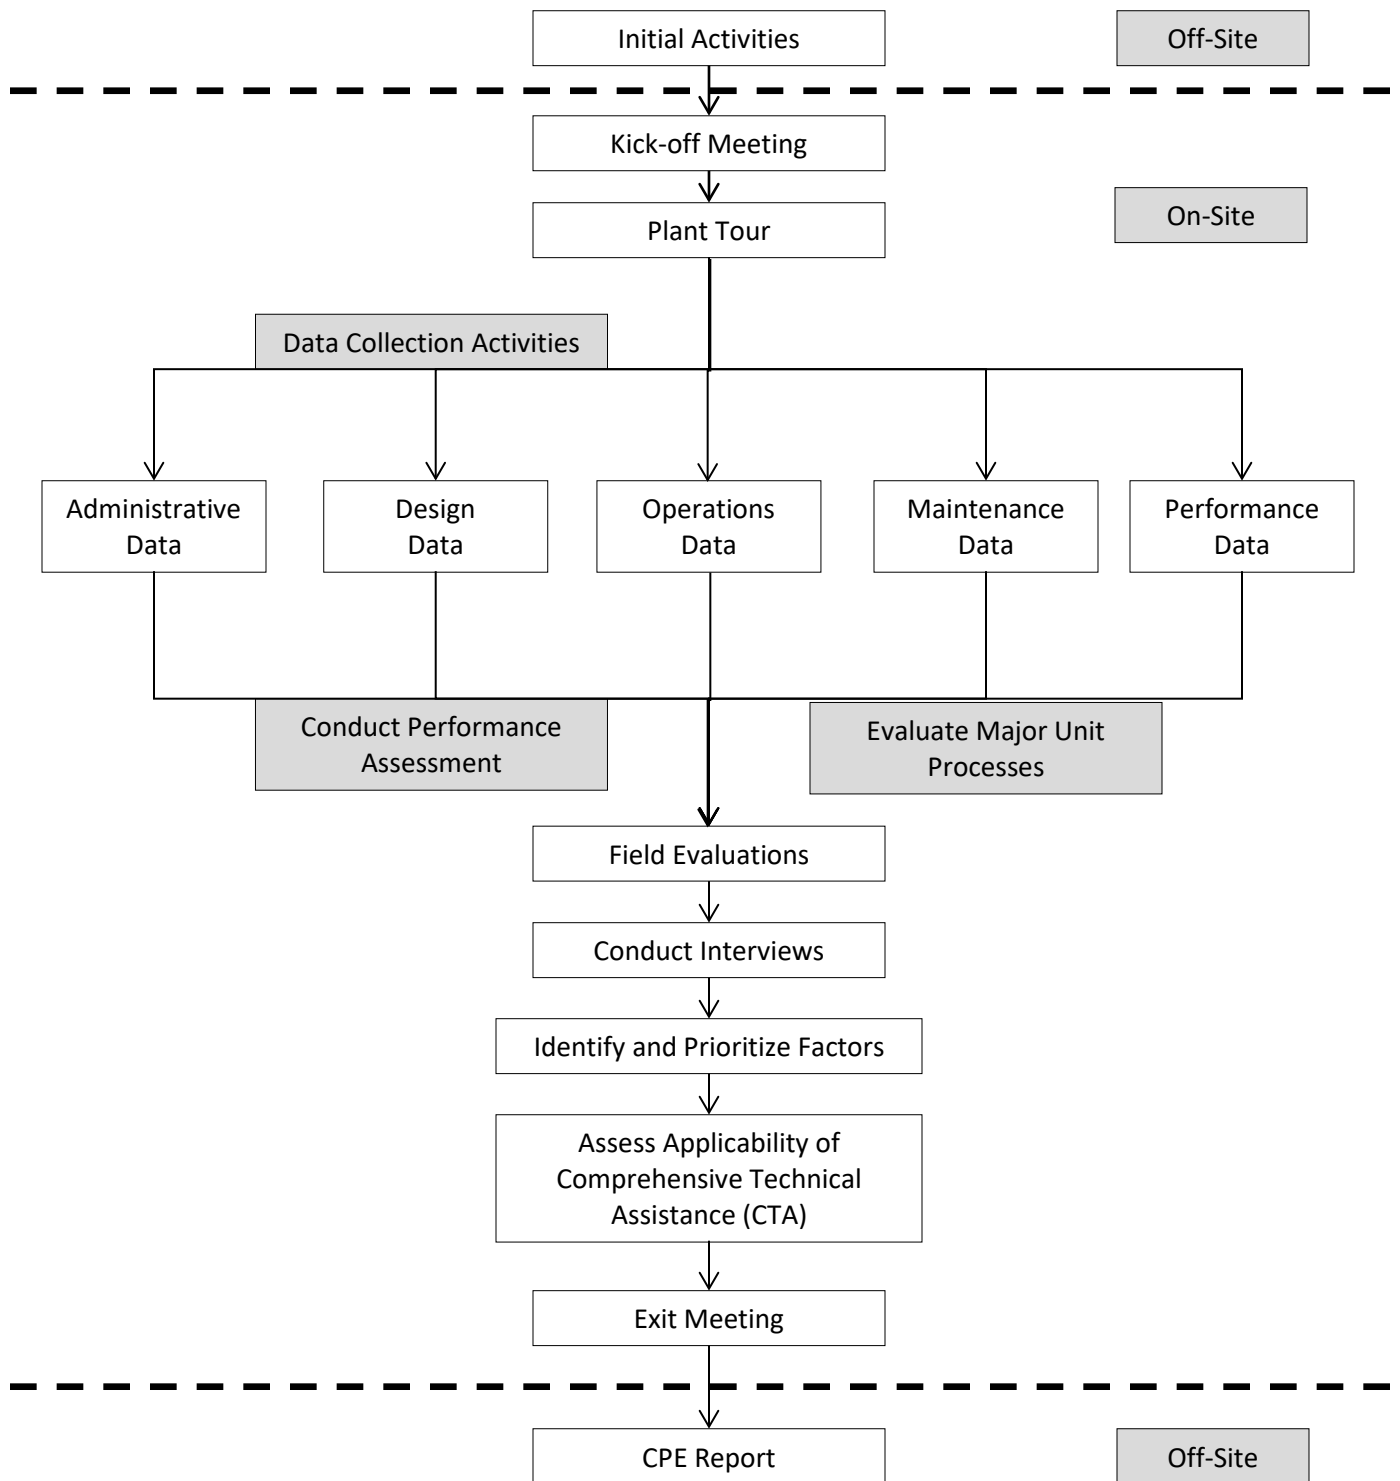 Initial Activities
Off-Site
Kick-off Meeting
On-Site
Plant Tour
Data Collection Activities
Administrative
Data
Design
Data
Operations
Data
Maintenance
Data
Performance
Data
Conduct Performance
Assessment
Evaluate Major Unit
Processes
Field Evaluations
Conduct Interviews
Identify and Prioritize Factors
Assess Applicability of
Comprehensive Technical
Assistance (CTA)
Exit Meeting
CPE Report
Off-Site